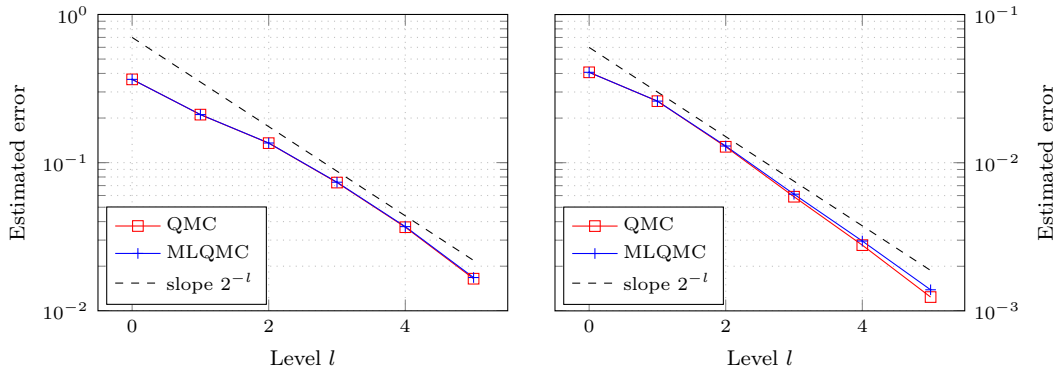 Estimated error
10^0
10^{-1}
10^{-2}
QMC
MLQMC
slope 2^{-l}
0
2
4
Level l
QMC
MLQMC
slope 2^{-l}
0
2
4
Level l
10^{-1}
10^{-2}
10^{-3}
Estimated error